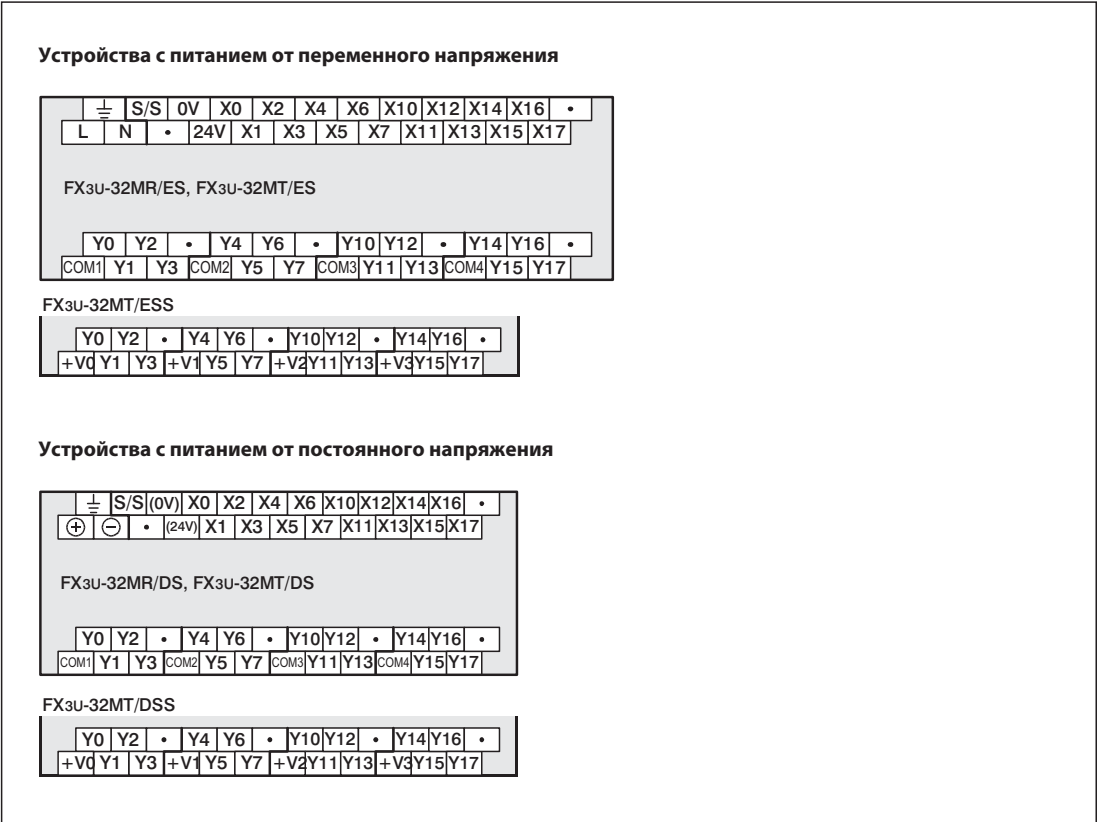 Устройства с питанием от переменного напряжения
⏚ S/S 0V X0 X2 X4 X6 X10 X12 X14 X16 •
L N • 24V X1 X3 X5 X7 X11 X13 X15 X17
FX3U-32MR/ES, FX3U-32MT/ES
Y0 Y2 • Y4 Y6 • Y10 Y12 • Y14 Y16 •
COM1 Y1 Y3 COM2 Y5 Y7 COM3 Y11 Y13 COM4 Y15 Y17
FX3U-32MT/ESS
Y0 Y2 • Y4 Y6 • Y10 Y12 • Y14 Y16 •
+V0 Y1 Y3 +V1 Y5 Y7 +V2 Y11 Y13 +V3 Y15 Y17
Устройства с питанием от постоянного напряжения
⏚ S/S (0V) X0 X2 X4 X6 X10 X12 X14 X16 •
⊕ ⊖ • (24V) X1 X3 X5 X7 X11 X13 X15 X17
FX3U-32MR/DS, FX3U-32MT/DS
Y0 Y2 • Y4 Y6 • Y10 Y12 • Y14 Y16 •
COM1 Y1 Y3 COM2 Y5 Y7 COM3 Y11 Y13 COM4 Y15 Y17
FX3U-32MT/DSS
Y0 Y2 • Y4 Y6 • Y10 Y12 • Y14 Y16 •
+V0 Y1 Y3 +V1 Y5 Y7 +V2 Y11 Y13 +V3 Y15 Y17